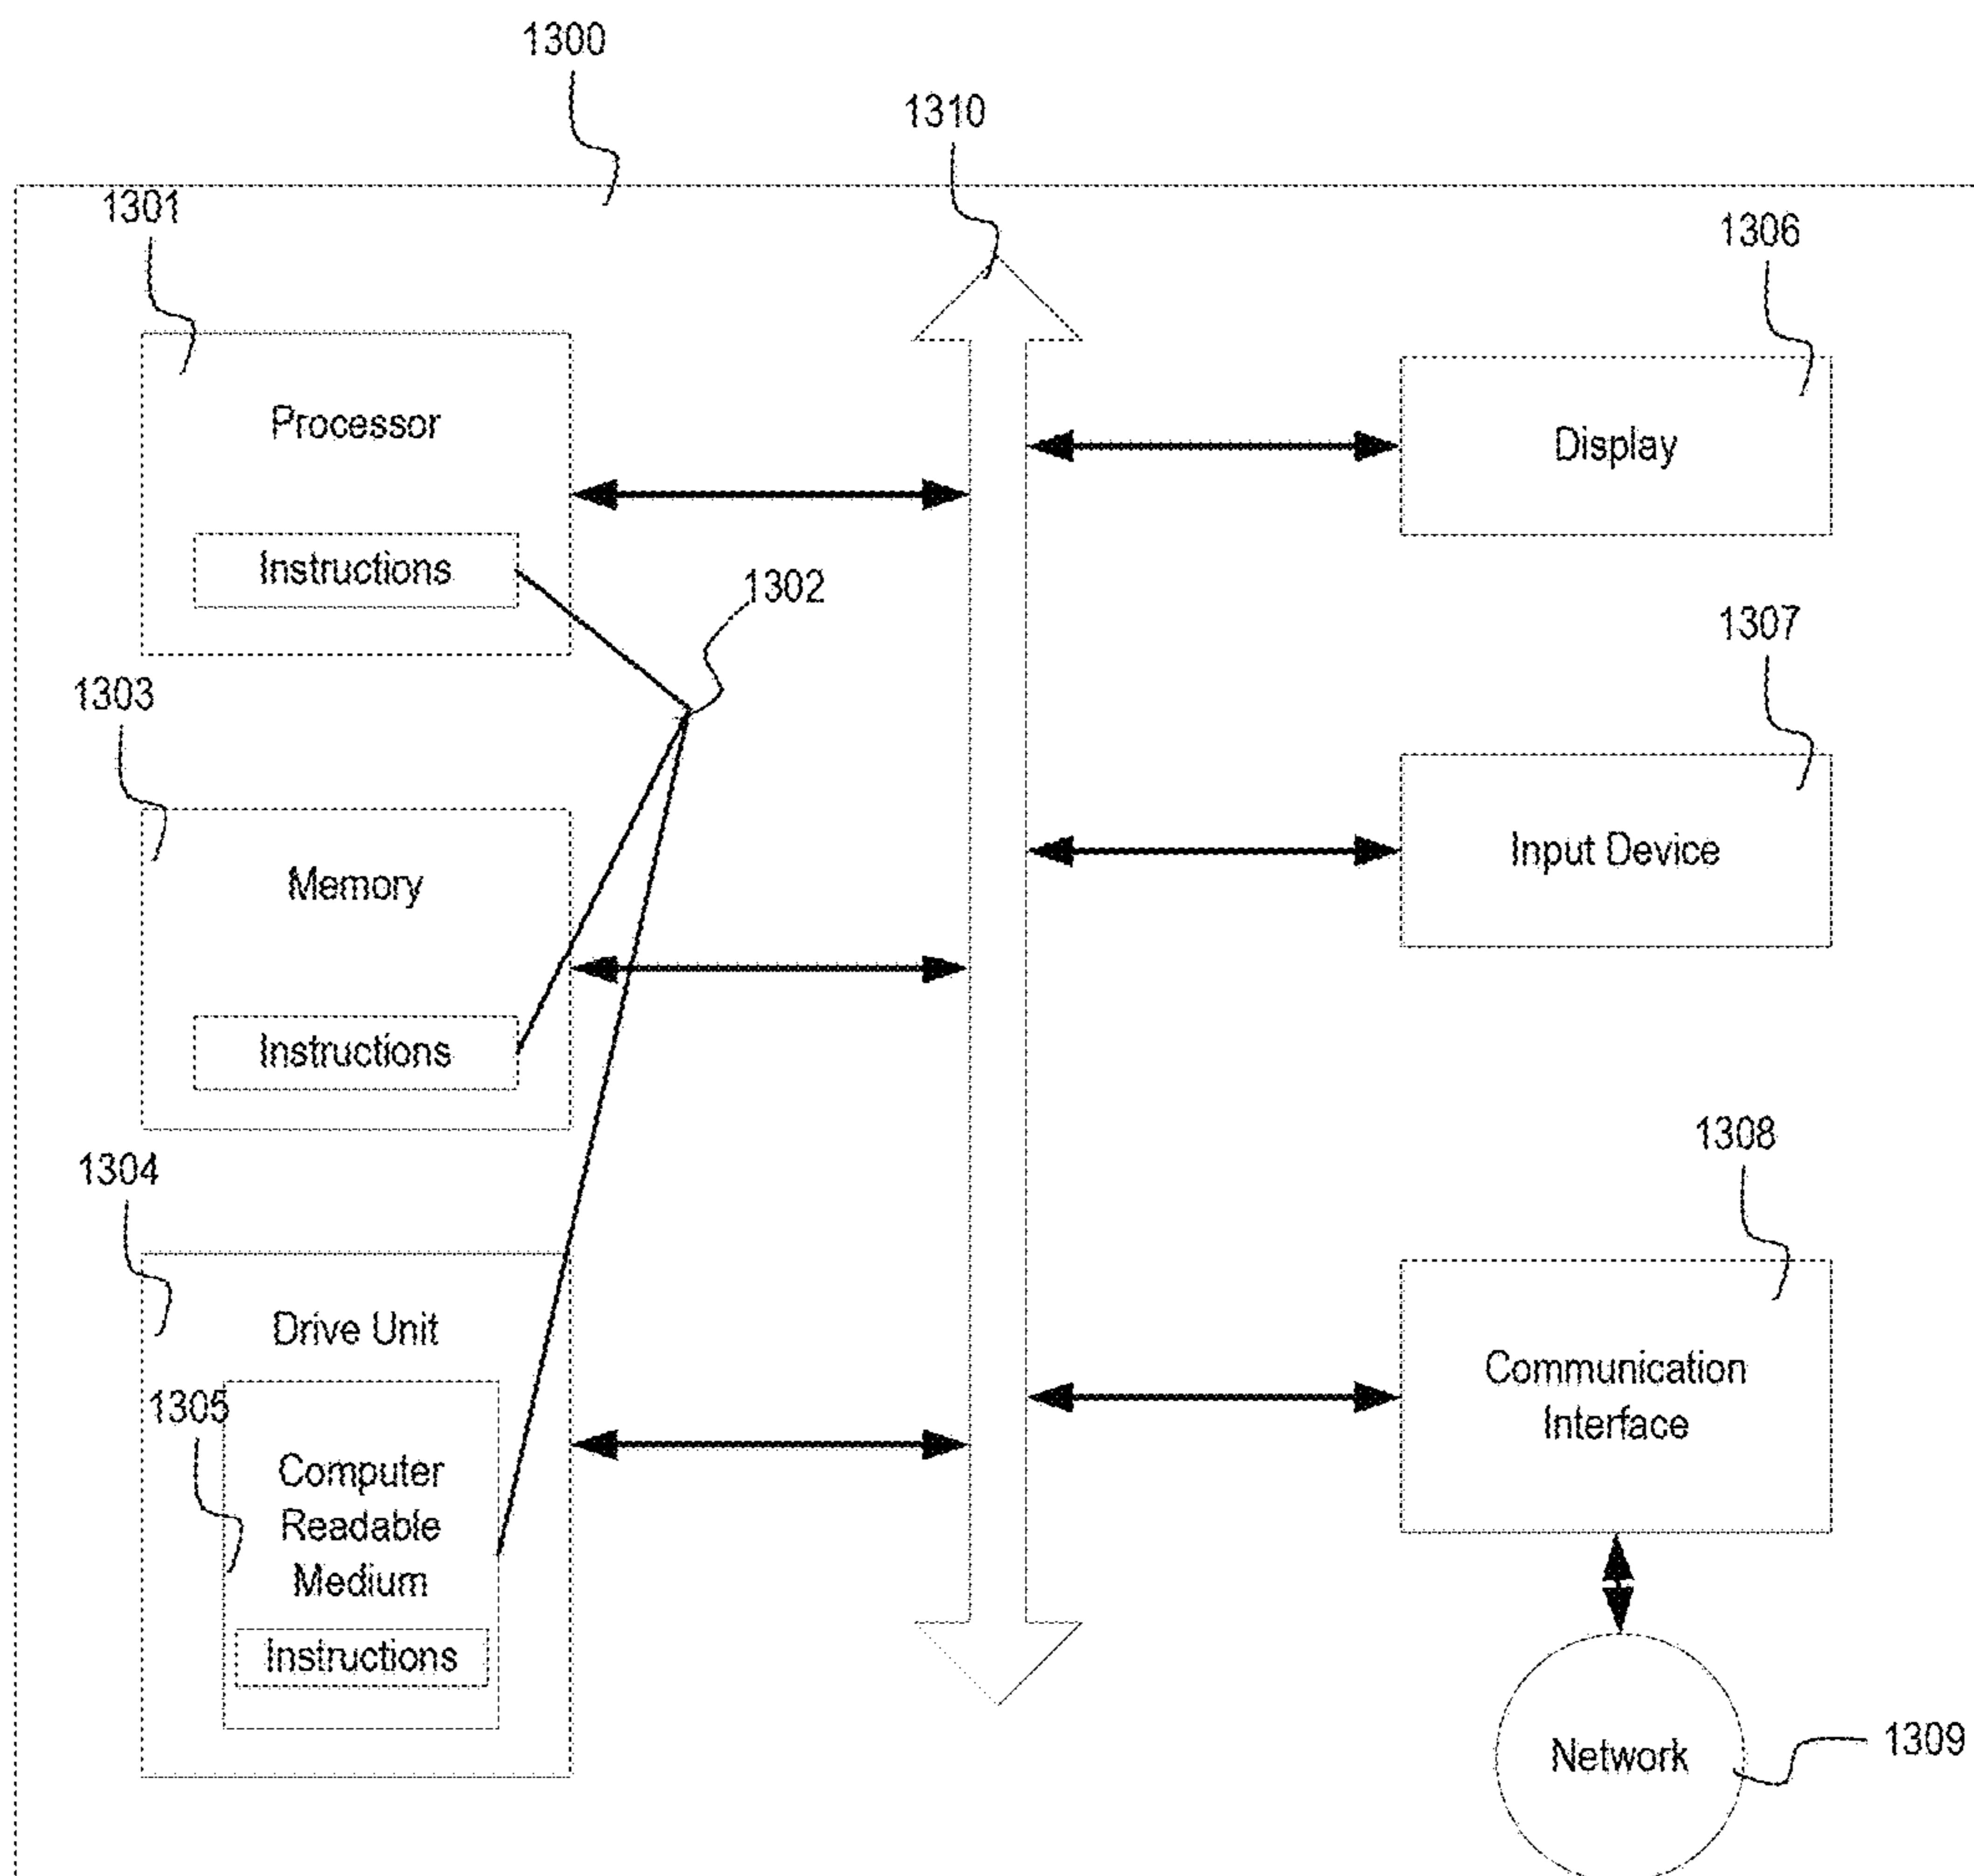 1300
1310
1301
1306
Processor
Display
Instructions
1302
1307
1303
Input Device
Memory
Instructions
1308
1304
Drive Unit
Communication
Interface
1305
Computer
Readable
Medium
Instructions
Network
1309